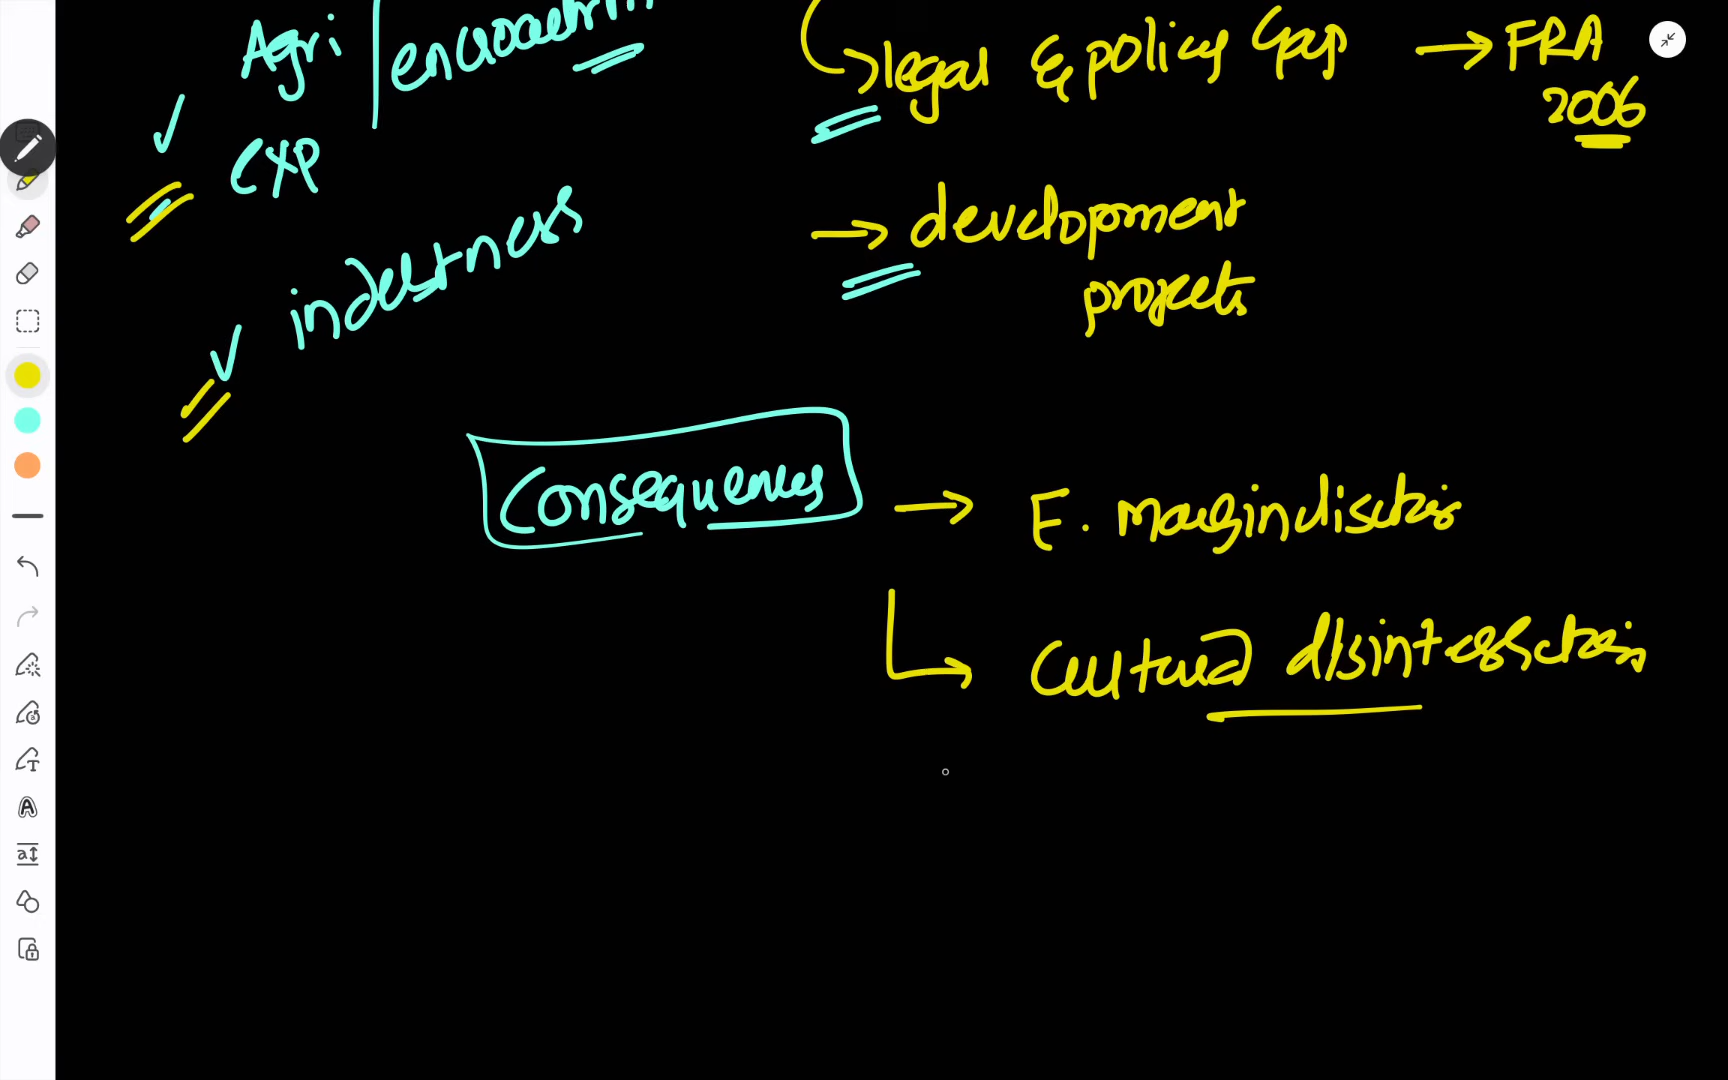 Agri / encroachm
exp
indebtness
legal & policy Gap → FRA
2006
→ development
projects
Consequences → E. marginalisation
Cultural disintegration